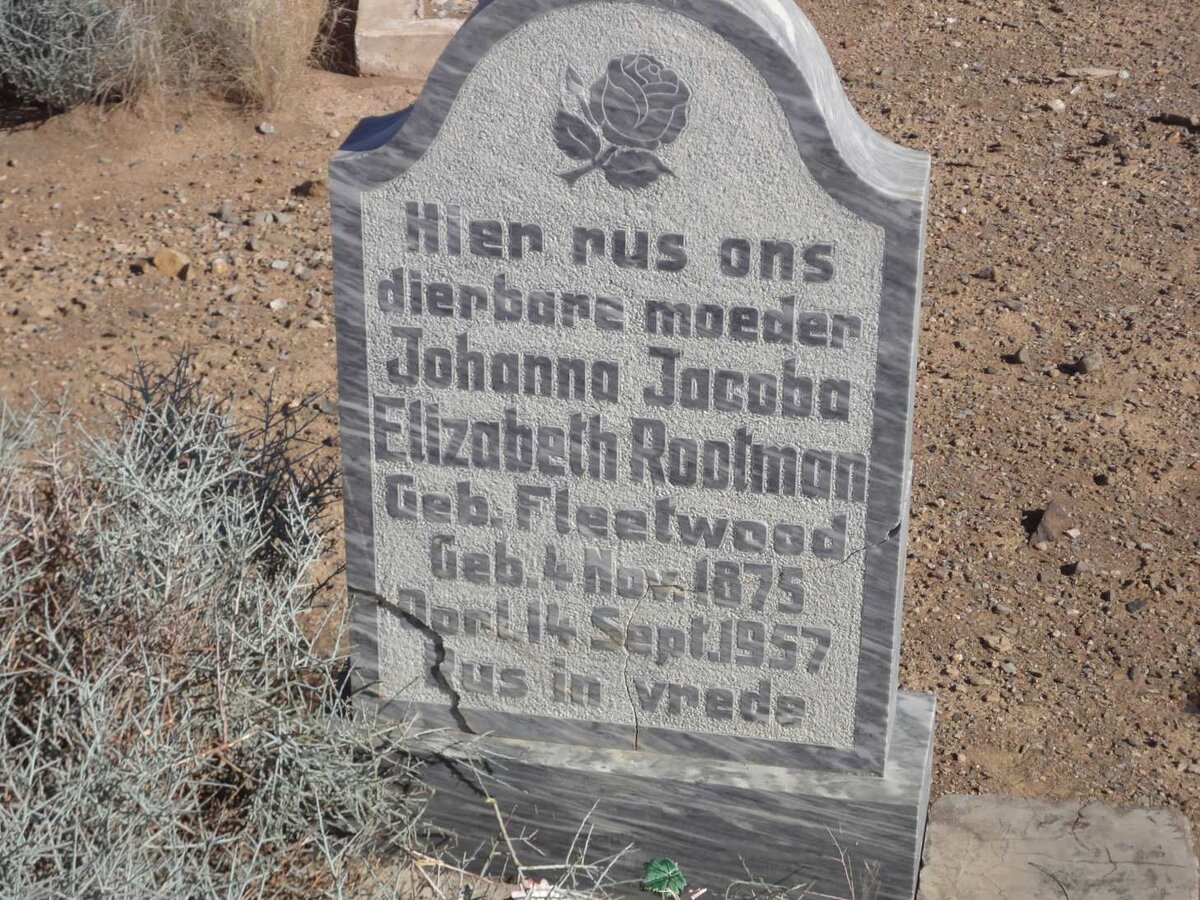 Hier rus ons
dierbare moeder
Johanna Jacoba
Elizabeth Rootman
Geb. Fleetwood
Geb. 4 Nov. 1875
Oorl. 14 Sept. 1957
Rus in vrede